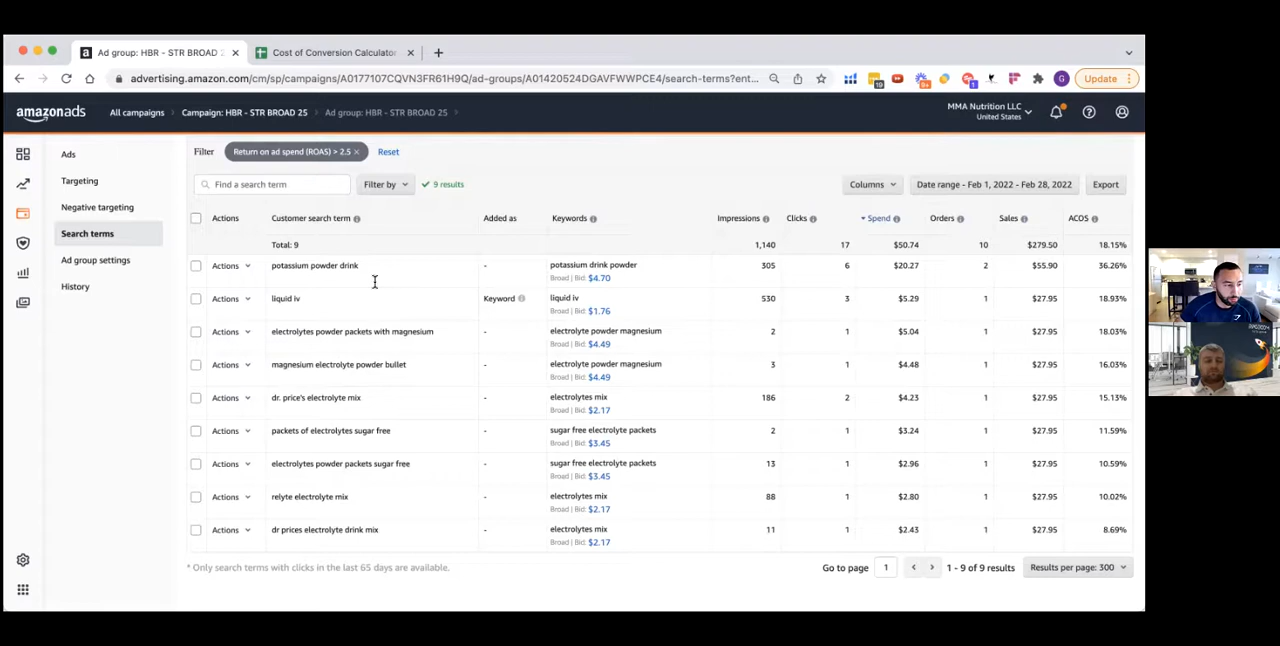 a Ad group: HBR - STR BROAD 2 × Cost of Conversion Calculator × +
advertising.amazon.com/cm/sp/campaigns/A0177107CQVN3FR61H9Q/ad-groups/A01420524DGAVFWWPCE4/search-terms?ent... 19 9+ 1 G Update
amazonads All campaigns > Campaign: HBR - STR BROAD 25 > Ad group: HBR - STR BROAD 25 > MMA Nutrition LLC
United States
Ads
Targeting
Negative targeting
Search terms
Ad group settings
History
Filter Return on ad spend (ROAS) > 2.5 × Reset
Find a search term Filter by 9 results Columns Date range - Feb 1, 2022 - Feb 28, 2022 Export
Actions Customer search term Added as Keywords Impressions Clicks Spend Orders Sales ACOS
Total: 9 1,140 17 $50.74 10 $279.50 18.15%
Actions potassium powder drink - potassium drink powder 305 6 $20.27 2 $55.90 36.26%
Broad | Bid: $4.70
Actions liquid iv Keyword liquid iv 530 3 $5.29 1 $27.95 18.93%
Broad | Bid: $1.76
Actions electrolytes powder packets with magnesium - electrolyte powder magnesium 2 1 $5.04 1 $27.95 18.03%
Broad | Bid: $4.49
Actions magnesium electrolyte powder bullet - electrolyte powder magnesium 3 1 $4.48 1 $27.95 16.03%
Broad | Bid: $4.49
Actions dr. price's electrolyte mix - electrolytes mix 186 2 $4.23 1 $27.95 15.13%
Broad | Bid: $2.17
Actions packets of electrolytes sugar free - sugar free electrolyte packets 2 1 $3.24 1 $27.95 11.59%
Broad | Bid: $3.45
Actions electrolytes powder packets sugar free - sugar free electrolyte packets 13 1 $2.96 1 $27.95 10.59%
Broad | Bid: $3.45
Actions relyte electrolyte mix - electrolytes mix 88 1 $2.80 1 $27.95 10.02%
Broad | Bid: $2.17
Actions dr prices electrolyte drink mix - electrolytes mix 11 1 $2.43 1 $27.95 8.69%
Broad | Bid: $2.17
* Only search terms with clicks in the last 65 days are available. Go to page 1 < > 1 - 9 of 9 results Results per page: 300